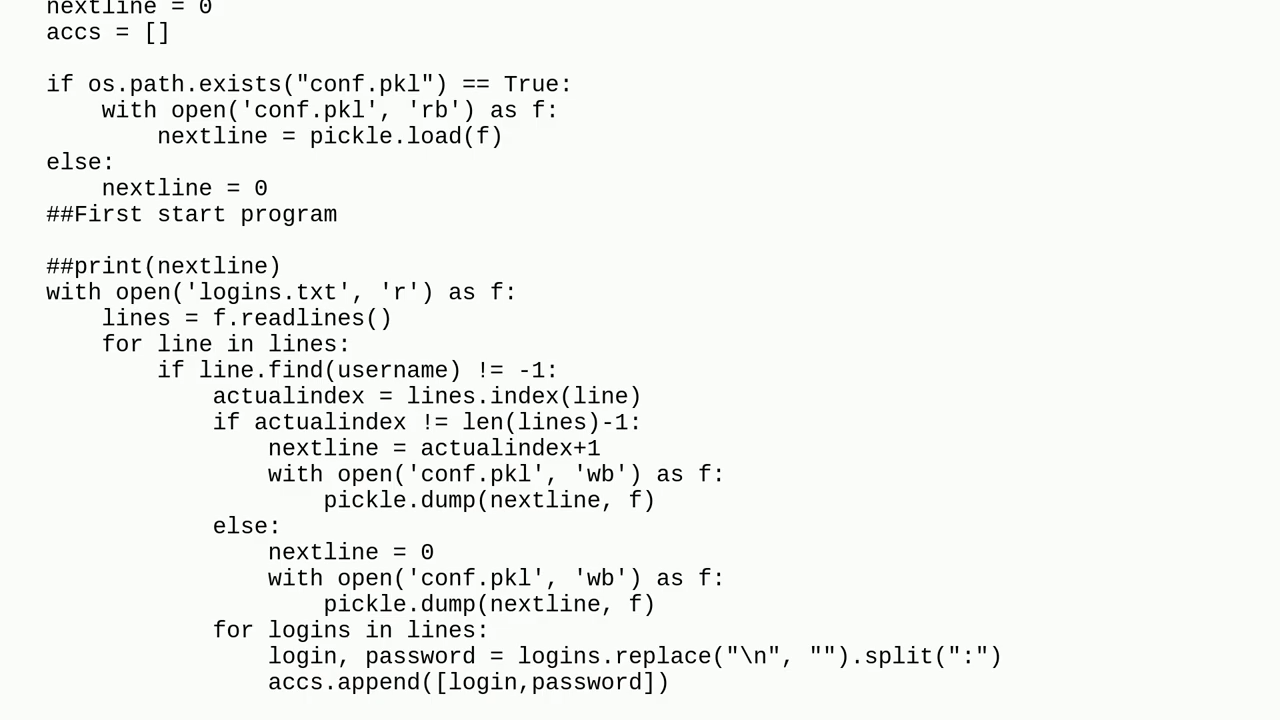 nextline = 0
accs = []
if os.path.exists("conf.pkl") == True:
    with open('conf.pkl', 'rb') as f:
        nextline = pickle.load(f)
else:
    nextline = 0
##First start program
##print(nextline)
with open('logins.txt', 'r') as f:
    lines = f.readlines()
    for line in lines:
        if line.find(username) != -1:
            actualindex = lines.index(line)
            if actualindex != len(lines)-1:
                nextline = actualindex+1
                with open('conf.pkl', 'wb') as f:
                    pickle.dump(nextline, f)
            else:
                nextline = 0
                with open('conf.pkl', 'wb') as f:
                    pickle.dump(nextline, f)
            for logins in lines:
                login, password = logins.replace("\n", "").split(":")
                accs.append([login,password])